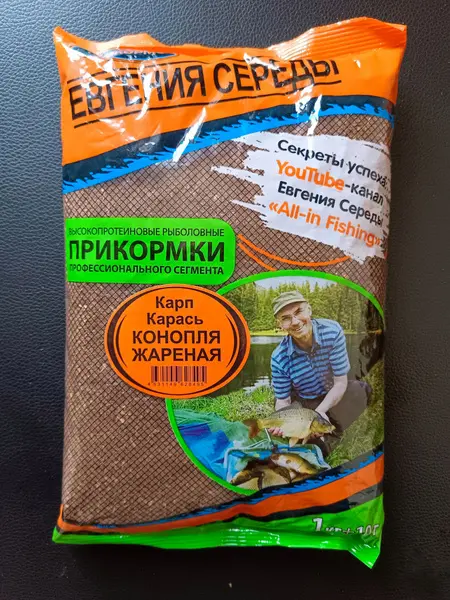 ЕВГЕНИЯ СЕРЕДЫ
Секреты успеха:
YouTube-канал
Евгения Середы
«All-in Fishing»
ВЫСОКОПРОТЕИНОВЫЕ РЫБОЛОВНЫЕ
ПРИКОРМКИ
ПРОФЕССИОНАЛЬНОГО СЕГМЕНТА
Карп
Карась
КОНОПЛЯ
ЖАРЕНАЯ